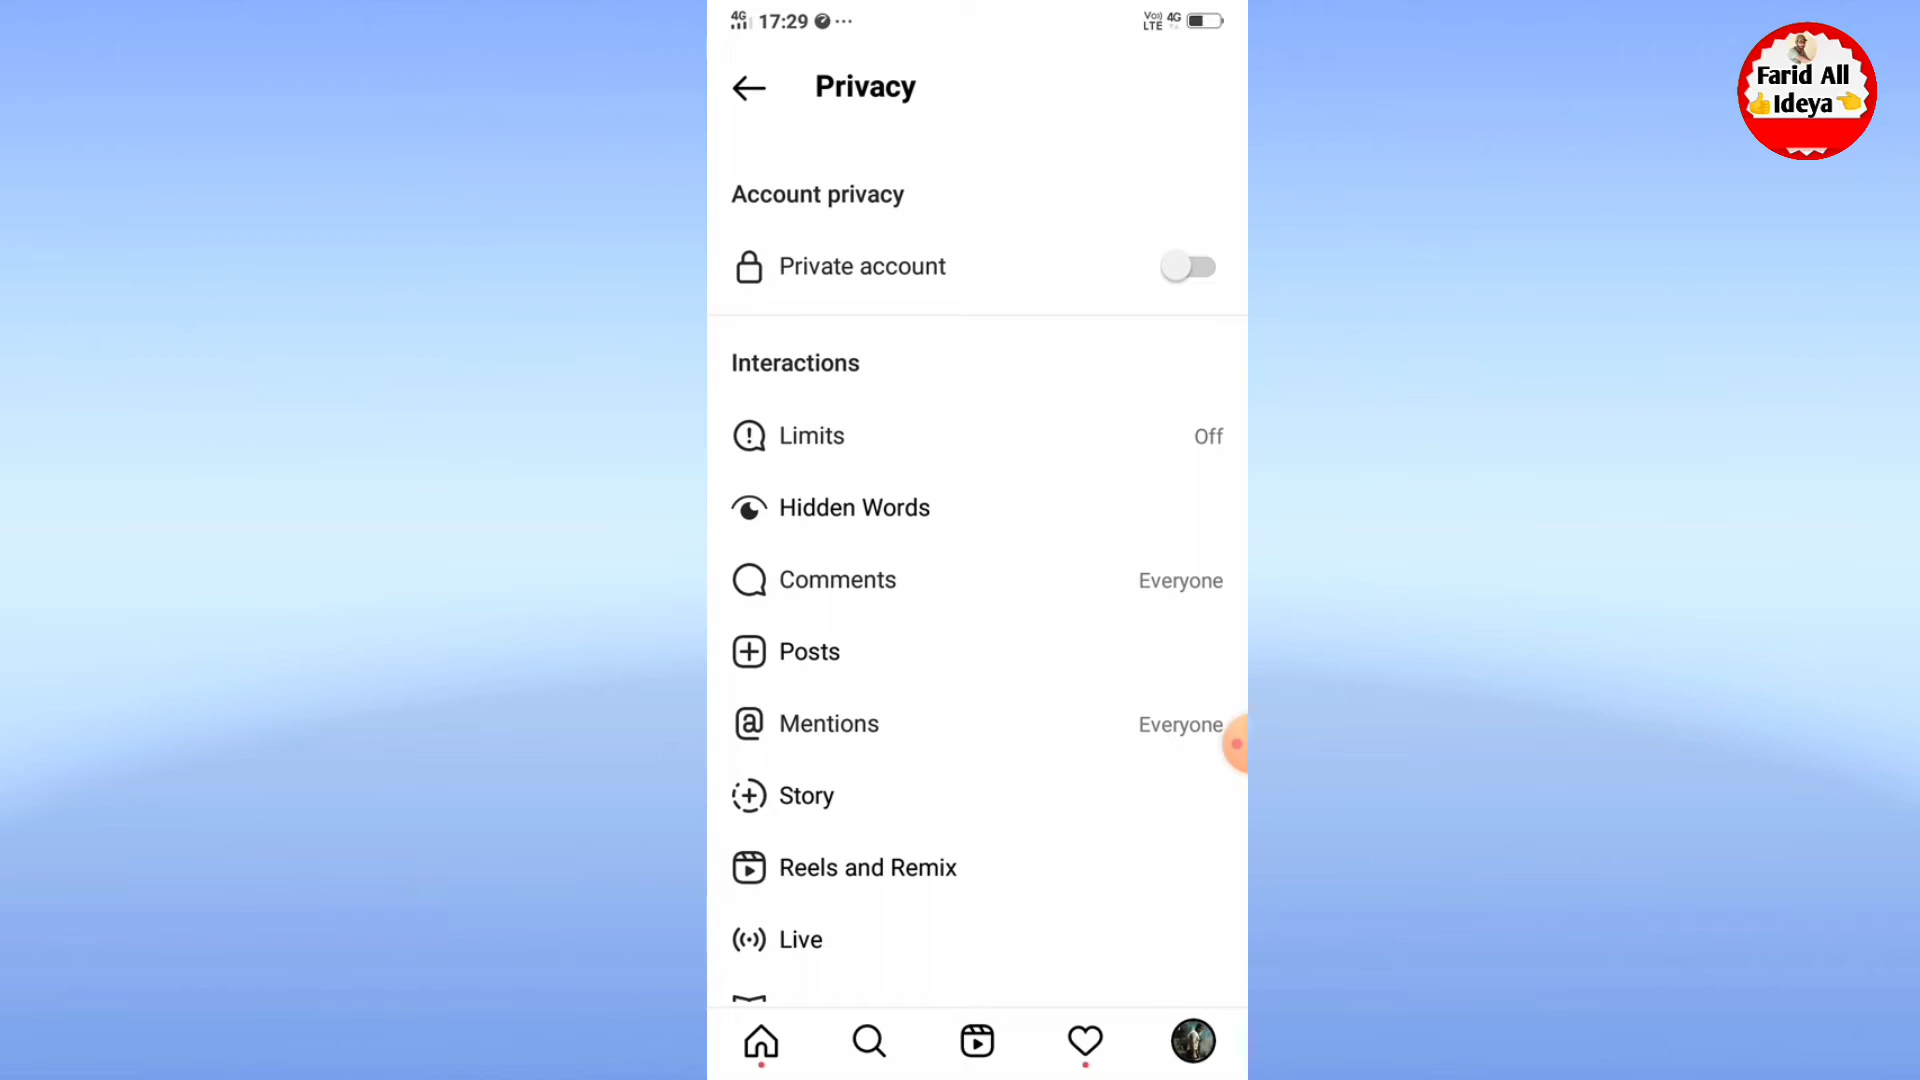 4G 17:29 ...
Vo)) LTE 4G
Privacy
Farid All
Ideya
Account privacy
Private account
Interactions
Limits Off
Hidden Words
Comments Everyone
Posts
Mentions Everyone
Story
Reels and Remix
Live